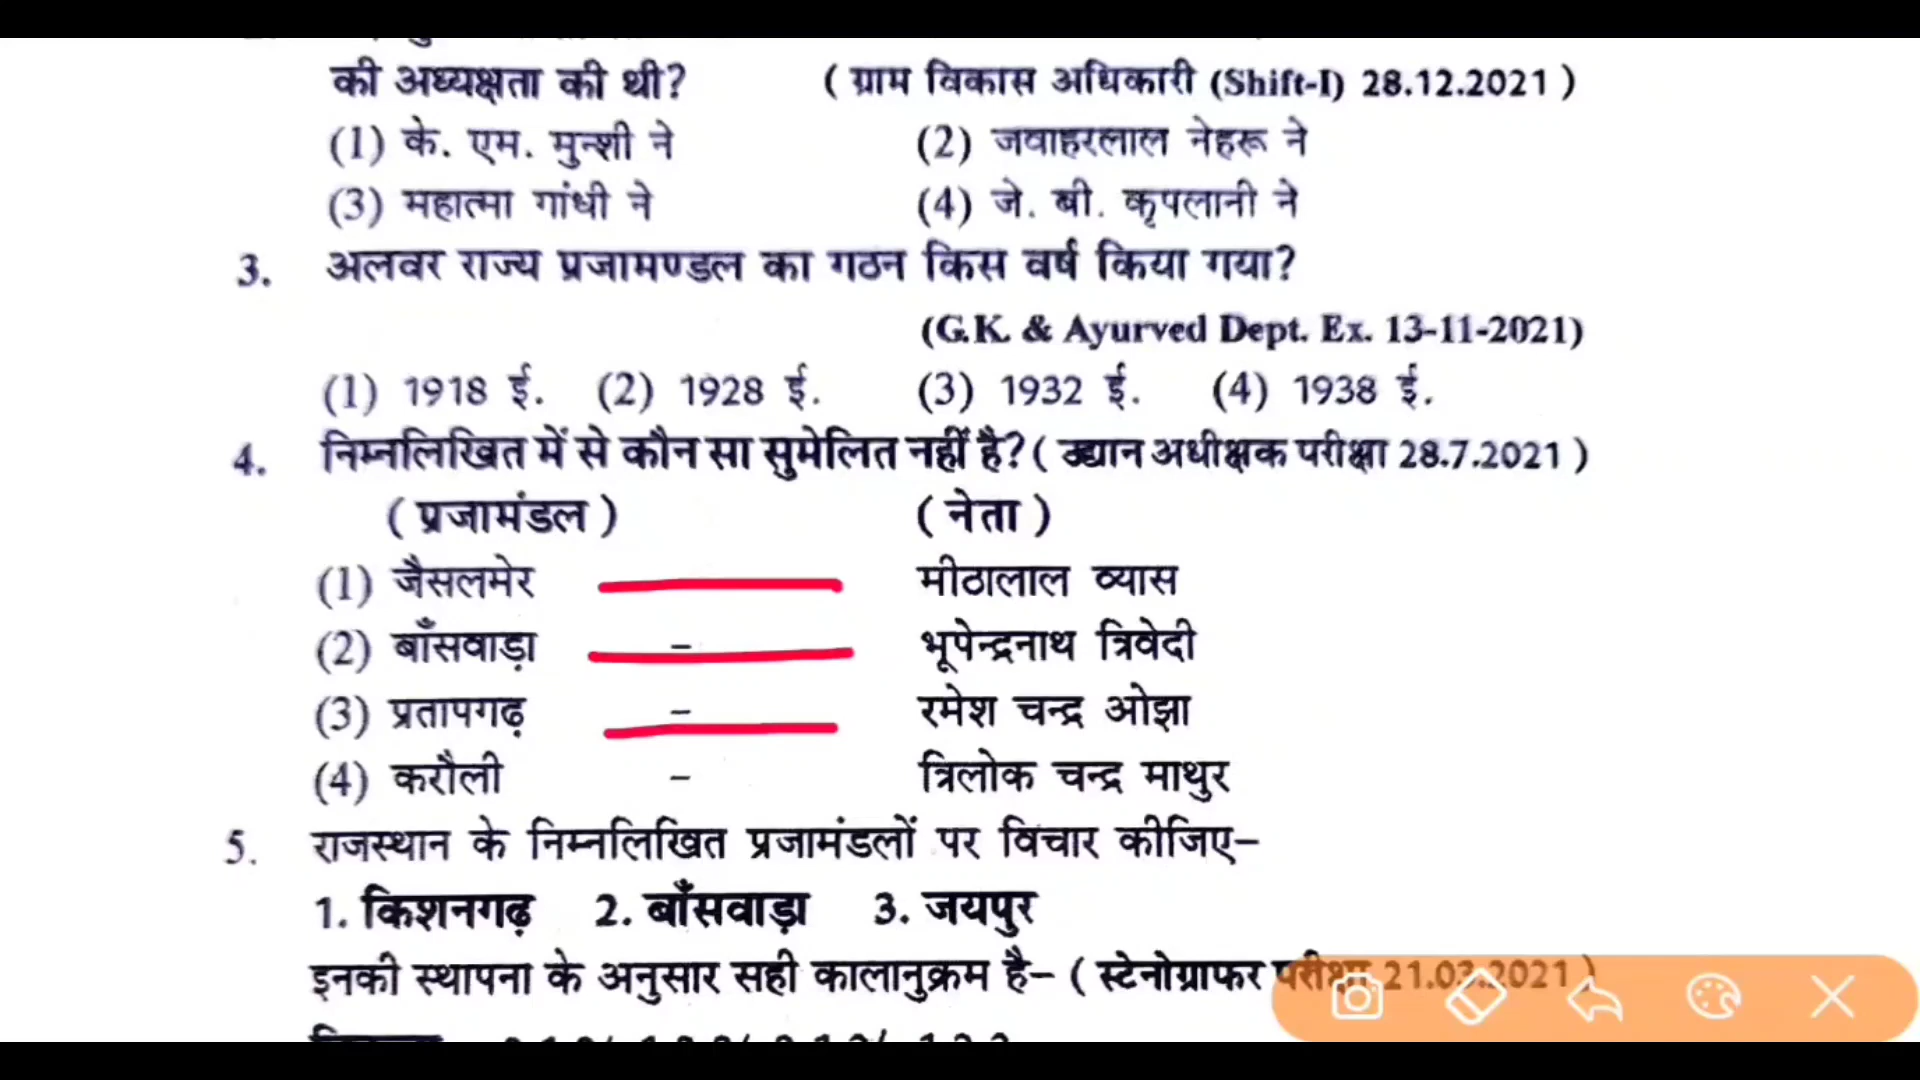 की अध्यक्षता की थी? ( ग्राम विकास अधिकारी (Shift-I) 28.12.2021 )
(1) के. एम. मुन्शी ने (2) जवाहरलाल नेहरू ने
(3) महात्मा गांधी ने (4) जे. बी. कृपलानी ने
3. अलवर राज्य प्रजामण्डल का गठन किस वर्ष किया गया?
(G.K. & Ayurved Dept. Ex. 13-11-2021)
(1) 1918 ई. (2) 1928 ई. (3) 1932 ई. (4) 1938 ई.
4. निम्नलिखित में से कौन सा सुमेलित नहीं है? ( उद्यान अधीक्षक परीक्षा 28.7.2021 )
( प्रजामंडल ) ( नेता )
(1) जैसलमेर मीठालाल व्यास
(2) बाँसवाड़ा - भूपेन्द्रनाथ त्रिवेदी
(3) प्रतापगढ़ - रमेश चन्द्र ओझा
(4) करौली - त्रिलोक चन्द्र माथुर
5. राजस्थान के निम्नलिखित प्रजामंडलों पर विचार कीजिए-
1. किशनगढ़ 2. बाँसवाड़ा 3. जयपुर
इनकी स्थापना के अनुसार सही कालानुक्रम है- ( स्टेनोग्राफर परीक्षा 21.03.2021 )